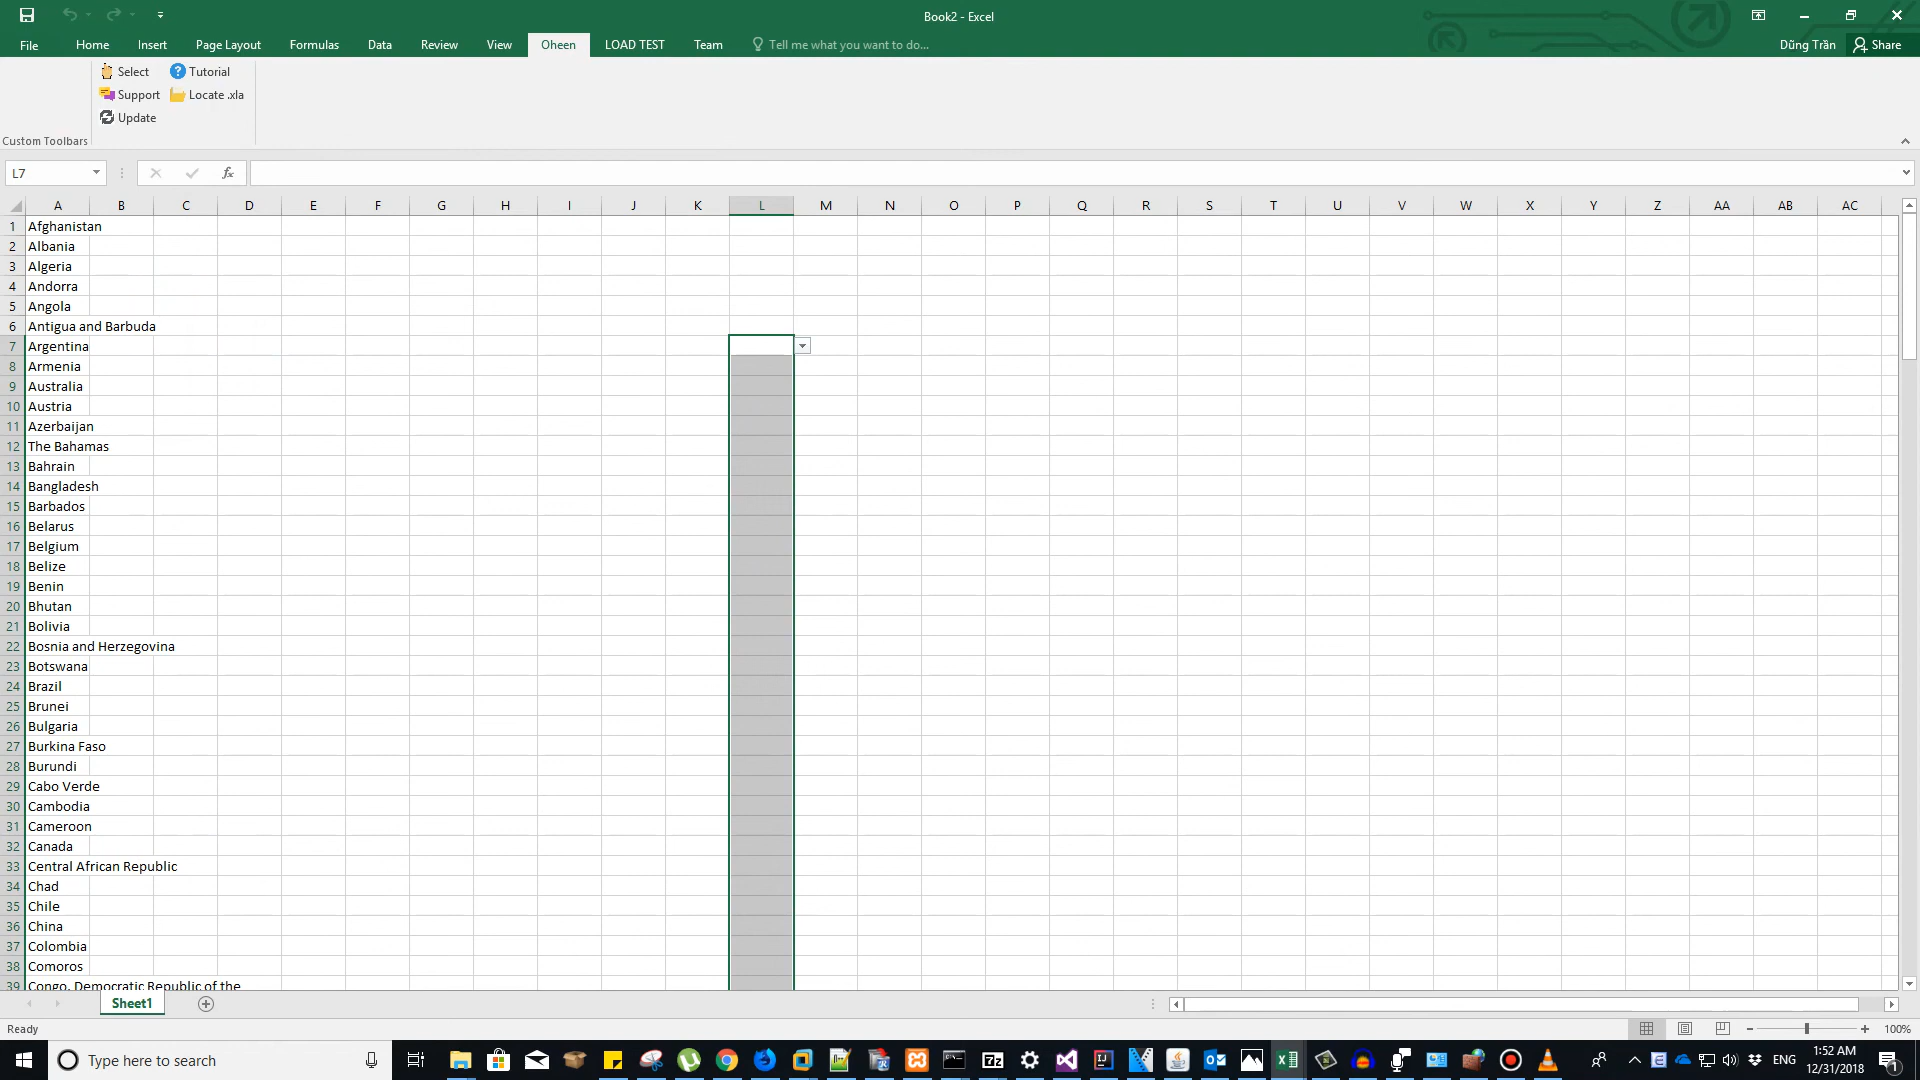 Book2 - Excel
File Home Insert Page Layout Formulas Data Review View Oheen LOAD TEST Team Tell me what you want to do... Dũng Trần Share
Select Tutorial
Support Locate .xla
Update
Custom Toolbars
L7 fx
A B C D E F G H I J K L M N O P Q R S T U V W X Y Z AA AB AC
1 Afghanistan
2 Albania
3 Algeria
4 Andorra
5 Angola
6 Antigua and Barbuda
7 Argentina
8 Armenia
9 Australia
10 Austria
11 Azerbaijan
12 The Bahamas
13 Bahrain
14 Bangladesh
15 Barbados
16 Belarus
17 Belgium
18 Belize
19 Benin
20 Bhutan
21 Bolivia
22 Bosnia and Herzegovina
23 Botswana
24 Brazil
25 Brunei
26 Bulgaria
27 Burkina Faso
28 Burundi
29 Cabo Verde
30 Cambodia
31 Cameroon
32 Canada
33 Central African Republic
34 Chad
35 Chile
36 China
37 Colombia
38 Comoros
39 Congo, Democratic Republic of the
Sheet1
Ready 100%
Type here to search ENG 1:52 AM
12/31/2018